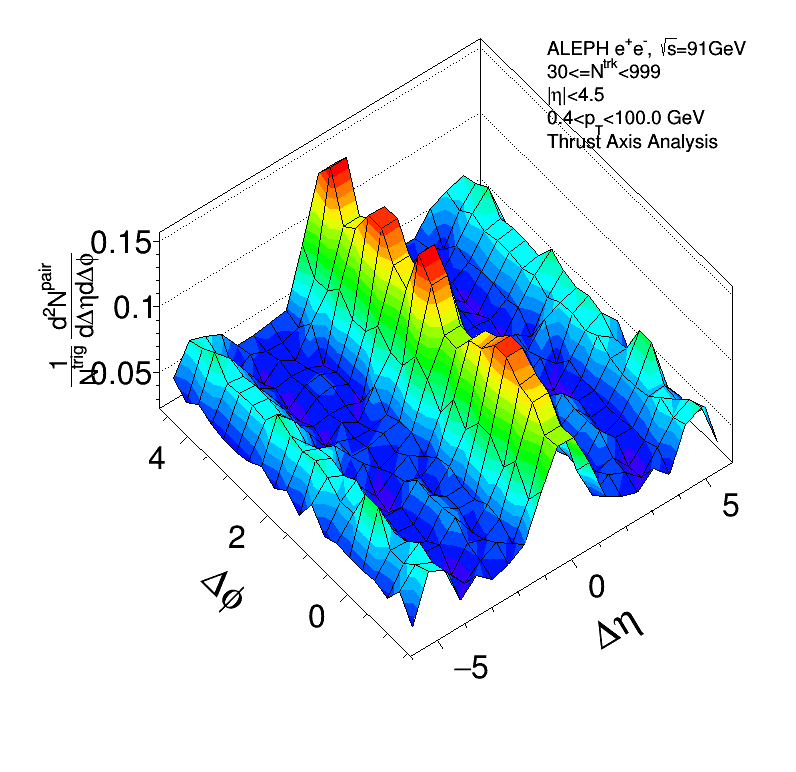 ALEPH e⁺e⁻, √s=91GeV
30<=Nᵗʳᵏ<999
|η|<4.5
0.4<p_T<100.0 GeV
Thrust Axis Analysis
1/N^trig d²N^pair/dΔηdΔϕ
0.15
0.1
0.05
4
2
0
Δϕ
−5
0
5
Δη